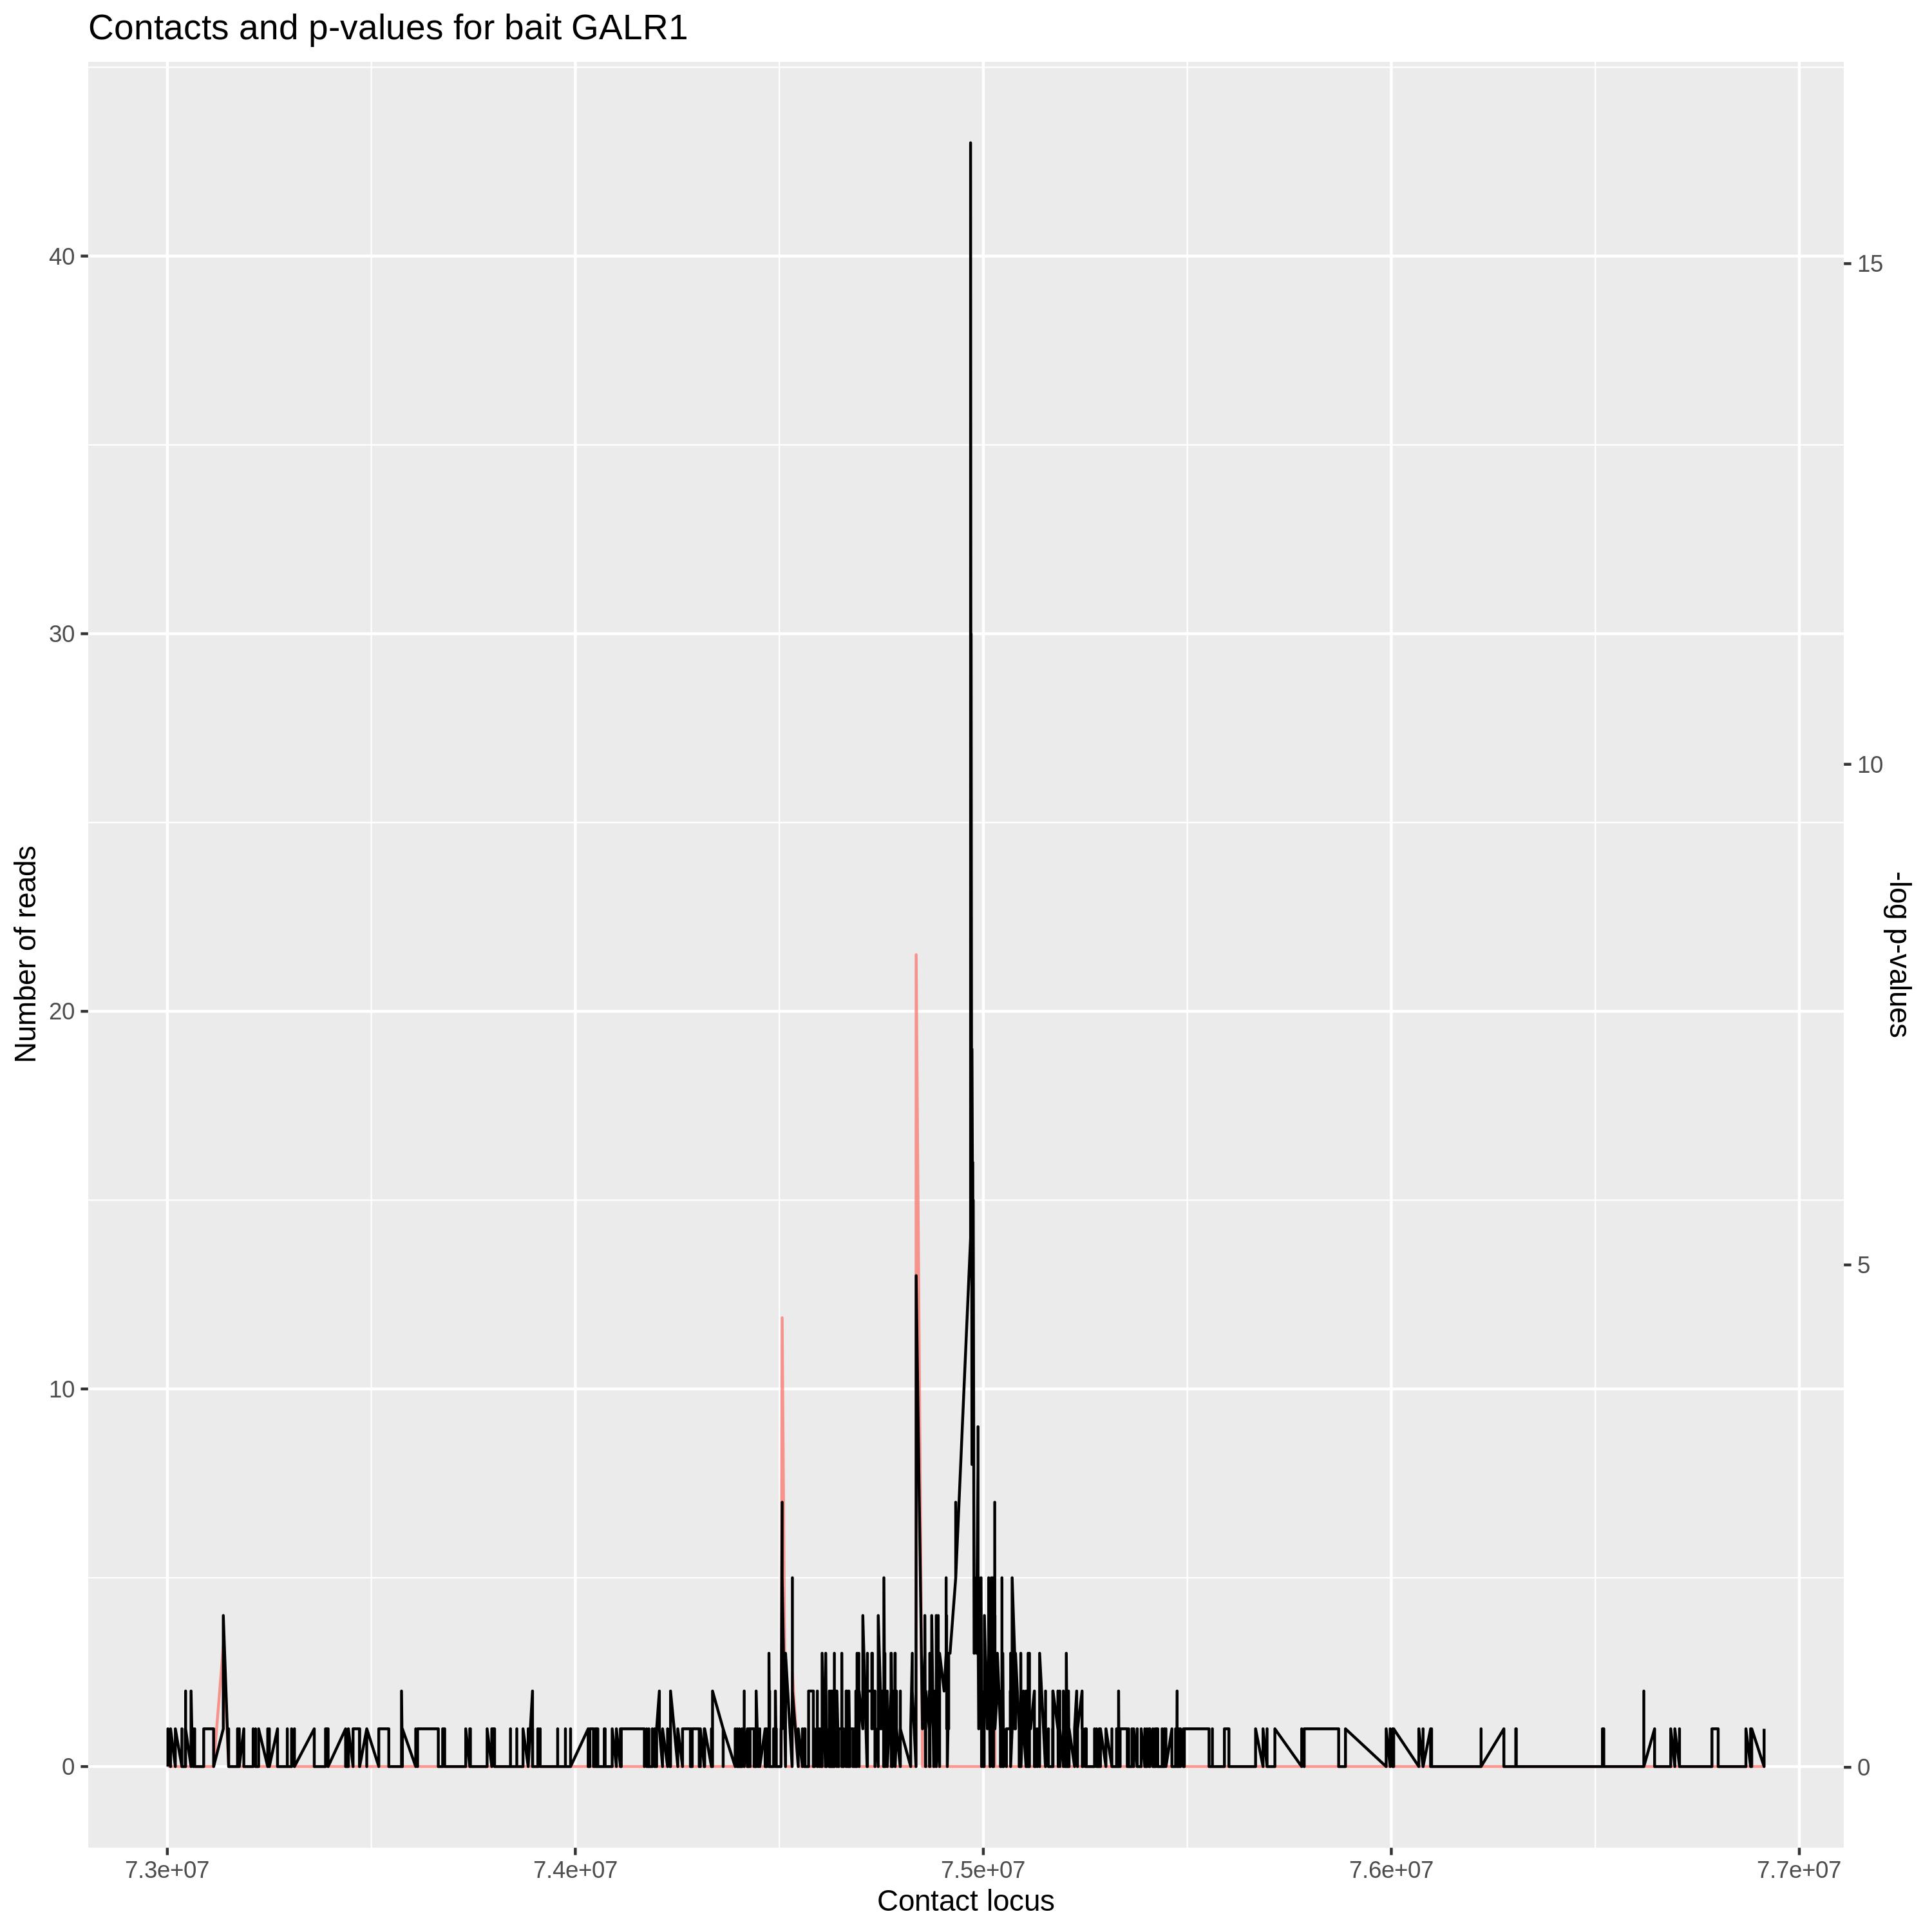 Contacts and p-values for bait GALR1
40
30
20
10
0
15
10
5
0
Number of reads
-log p-values
7.3e+07
7.4e+07
7.5e+07
7.6e+07
7.7e+07
Contact locus